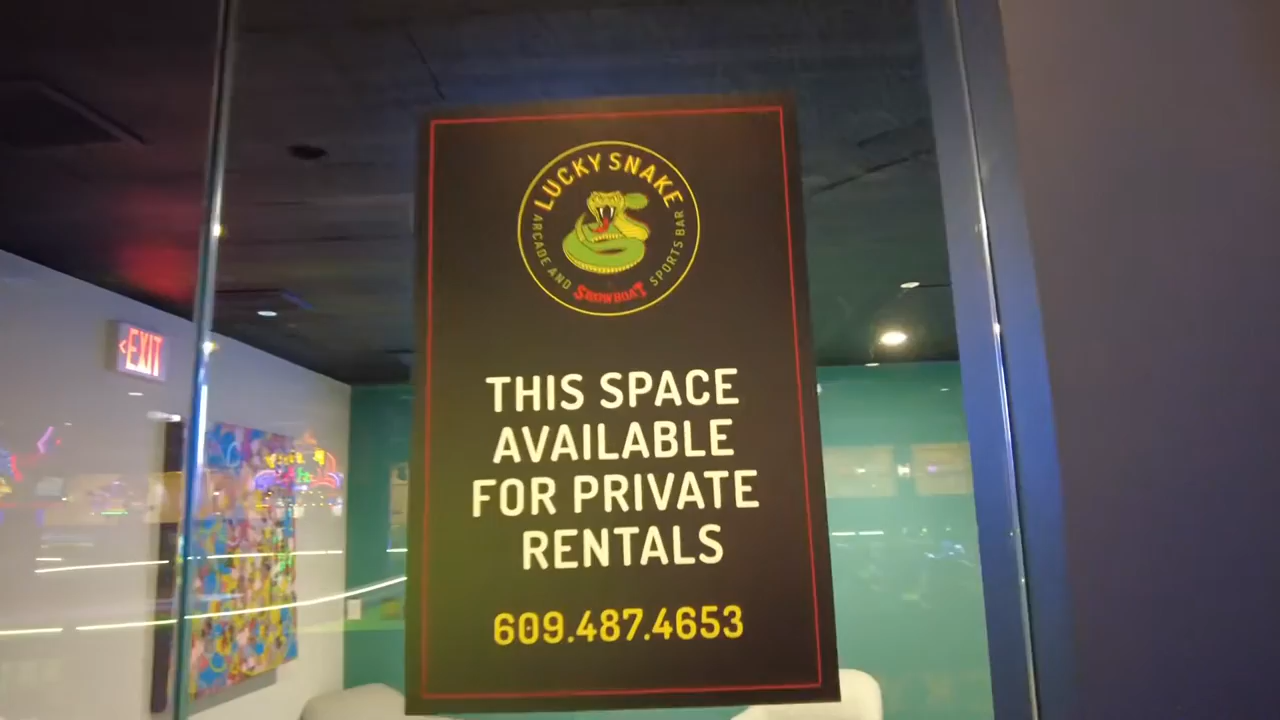 LUCKY SNAKE
ARCADE AND
SPORTS BAR
SHOWBOAT
THIS SPACE
AVAILABLE
FOR PRIVATE
RENTALS
609.487.4653
<EXIT